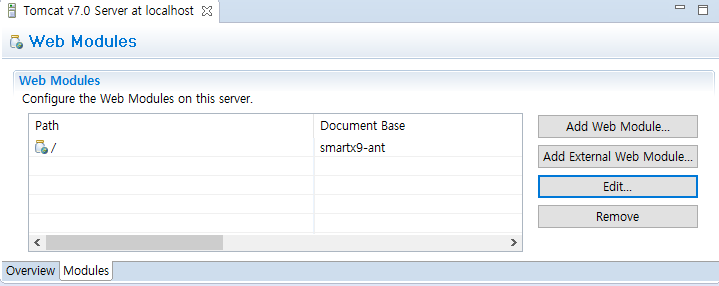 Tomcat v7.0 Server at localhost
Web Modules
Web Modules
Configure the Web Modules on this server.
Path Document Base
/ smartx9-ant
Add Web Module...
Add External Web Module...
Edit...
Remove
Overview Modules